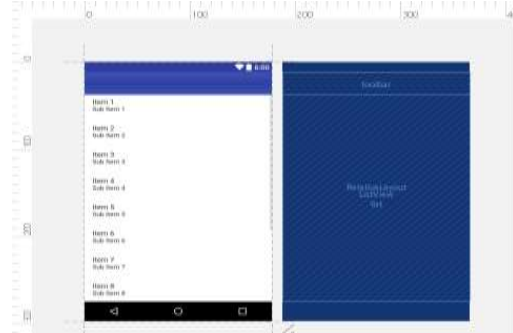 0
100
200
300
6:00
toolbar
Item 1
Sub Item 1
Item 2
Sub Item 2
Item 3
Sub Item 3
Item 4
Sub Item 4
Item 5
Sub Item 5
Item 6
Sub Item 6
Item 7
Sub Item 7
Item 8
Sub Item 8
RelativeLayout
ListView
list